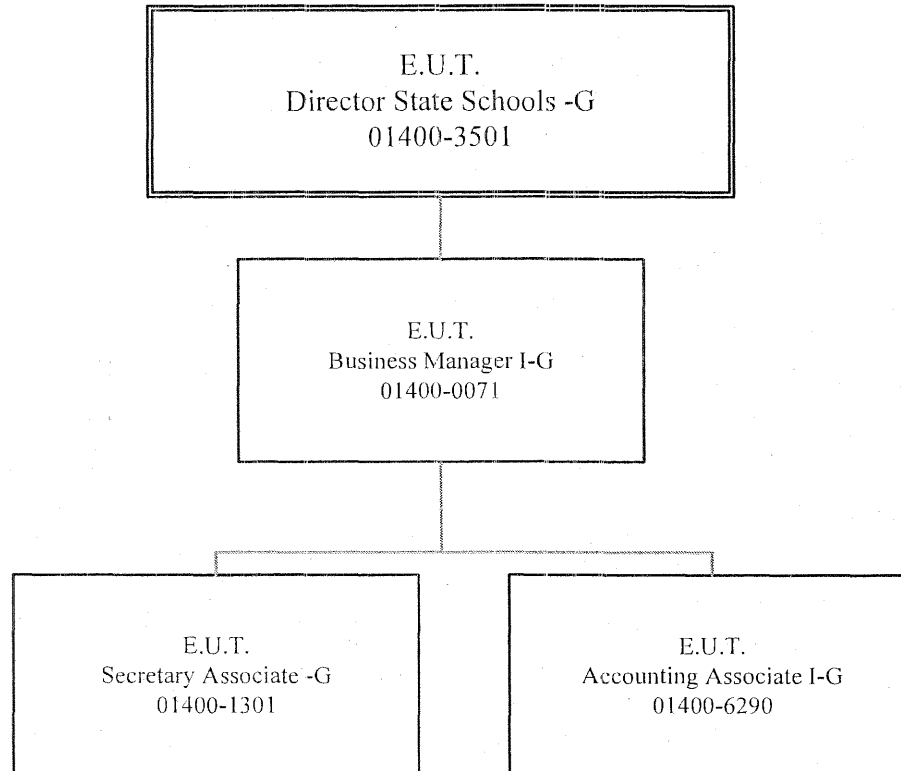 E.U.T.
Director State Schools -G
01400-3501
E.U.T.
Business Manager I-G
01400-0071
E.U.T.
Secretary Associate -G
01400-1301
E.U.T.
Accounting Associate I-G
01400-6290